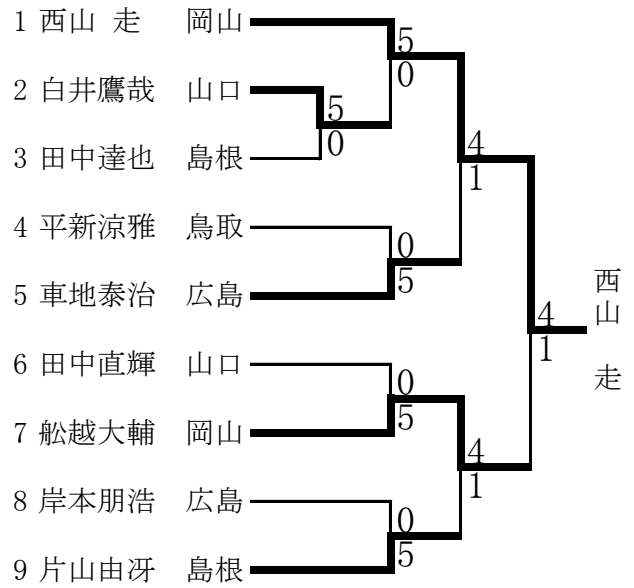 1 西山 走 岡山
5
0
2 白井鷹哉 山口
5
0
3 田中達也 島根
4
1
4 平新涼雅 鳥取
0
5
5 車地泰治 広島
西山 走
4
1
6 田中直輝 山口
0
5
7 舩越大輔 岡山
4
1
8 岸本朋浩 広島
0
5
9 片山由冴 島根